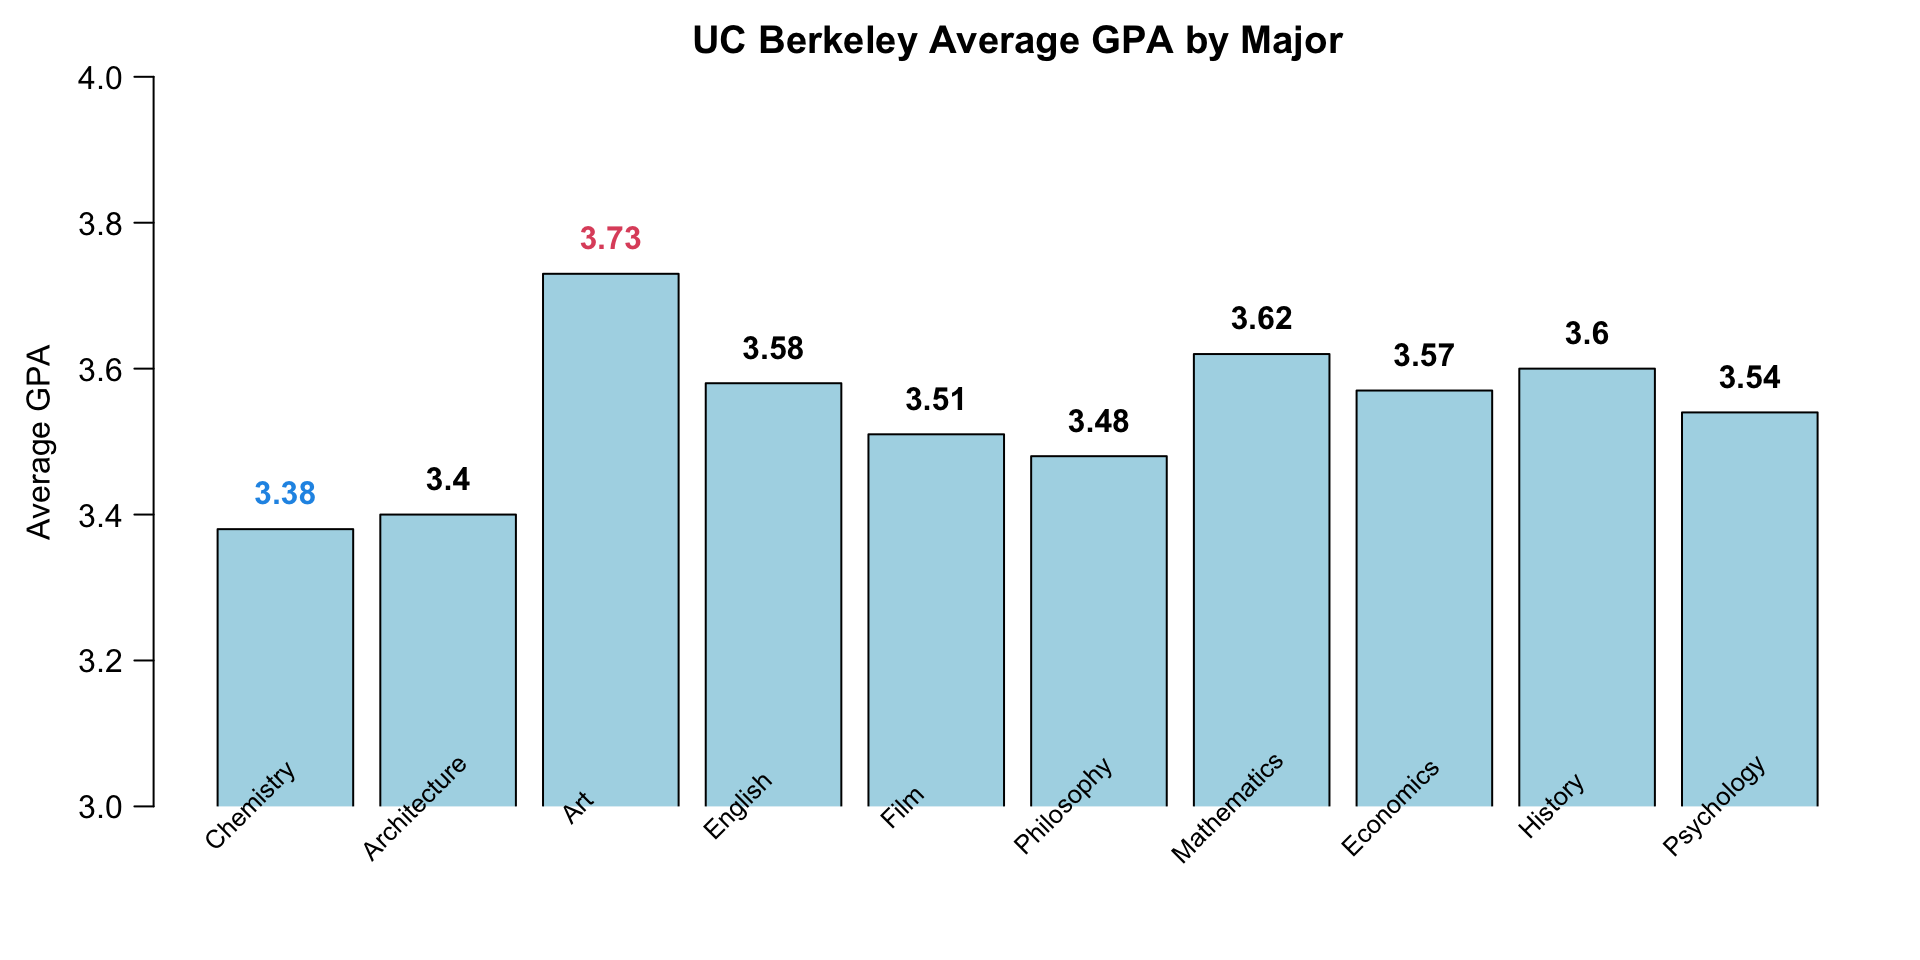 UC Berkeley Average GPA by Major
Average GPA
4.0
3.8
3.6
3.4
3.2
3.0
3.38
3.4
3.73
3.58
3.51
3.48
3.62
3.57
3.6
3.54
Chemistry
Architecture
Art
English
Film
Philosophy
Mathematics
Economics
History
Psychology